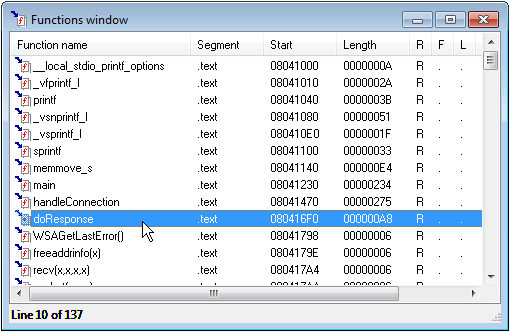 Functions window
Function name Segment Start Length R F L
__local_stdio_printf_options .text 08041000 0000000A R . .
_vfprintf_l .text 08041010 0000002A R . .
printf .text 08041040 0000003B R . .
_vsnprintf_l .text 08041080 00000051 R . .
_vsprintf_l .text 080410E0 0000001F R . .
sprintf .text 08041100 00000033 R . .
memmove_s .text 08041140 000000E4 R . .
main .text 08041230 00000234 R . .
handleConnection .text 08041470 00000275 R . .
doResponse .text 080416F0 000000A8 R . .
WSAGetLastError() .text 08041798 00000006 R . .
freeaddrinfo(x) .text 0804179E 00000006 R . .
recv(x,x,x,x) .text 080417A4 00000006 R . .
Line 10 of 137